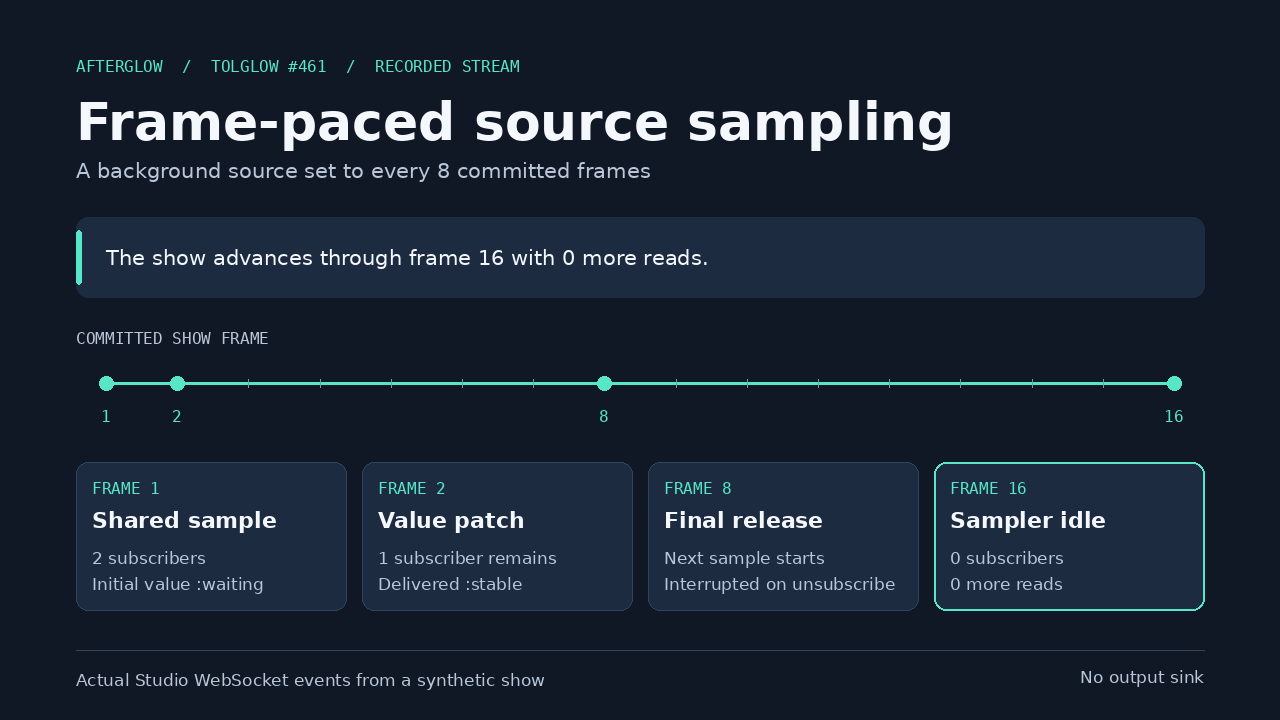 AFTERGLOW / TOLGLOW #461 / RECORDED STREAM
Frame-paced source sampling
A background source set to every 8 committed frames
The show advances through frame 16 with 0 more reads.
COMMITTED SHOW FRAME
1 2 8 16
FRAME 1
Shared sample
2 subscribers
Initial value :waiting
FRAME 2
Value patch
1 subscriber remains
Delivered :stable
FRAME 8
Final release
Next sample starts
Interrupted on unsubscribe
FRAME 16
Sampler idle
0 subscribers
0 more reads
Actual Studio WebSocket events from a synthetic show
No output sink